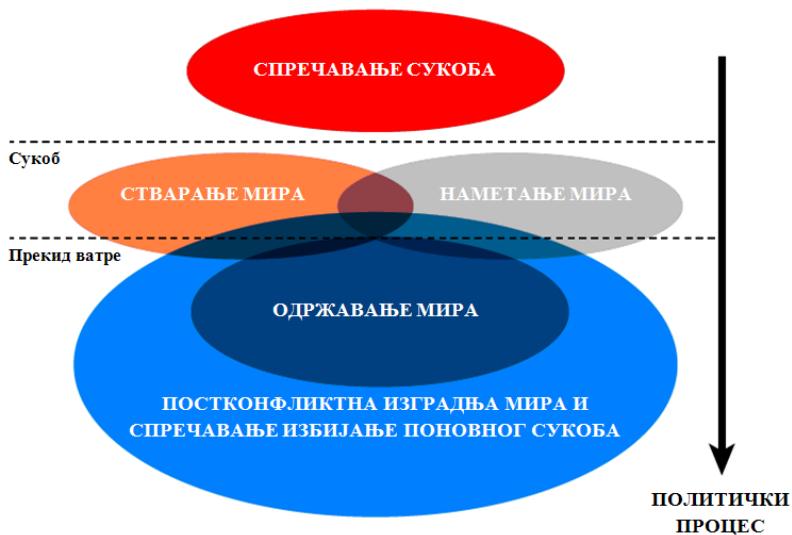 СПРЕЧАВАЊЕ СУКОБА
Сукоб
СТВАРАЊЕ МИРА
НАМЕТАЊЕ МИРА
Прекид ватре
ОДРЖАВАЊЕ МИРА
ПОСТКОНФЛИКТНА ИЗГРАДЊА МИРА И
СПРЕЧАВАЊЕ ИЗБИЈАЊЕ ПОНОВНОГ СУКОБА
ПОЛИТИЧКИ
ПРОЦЕС